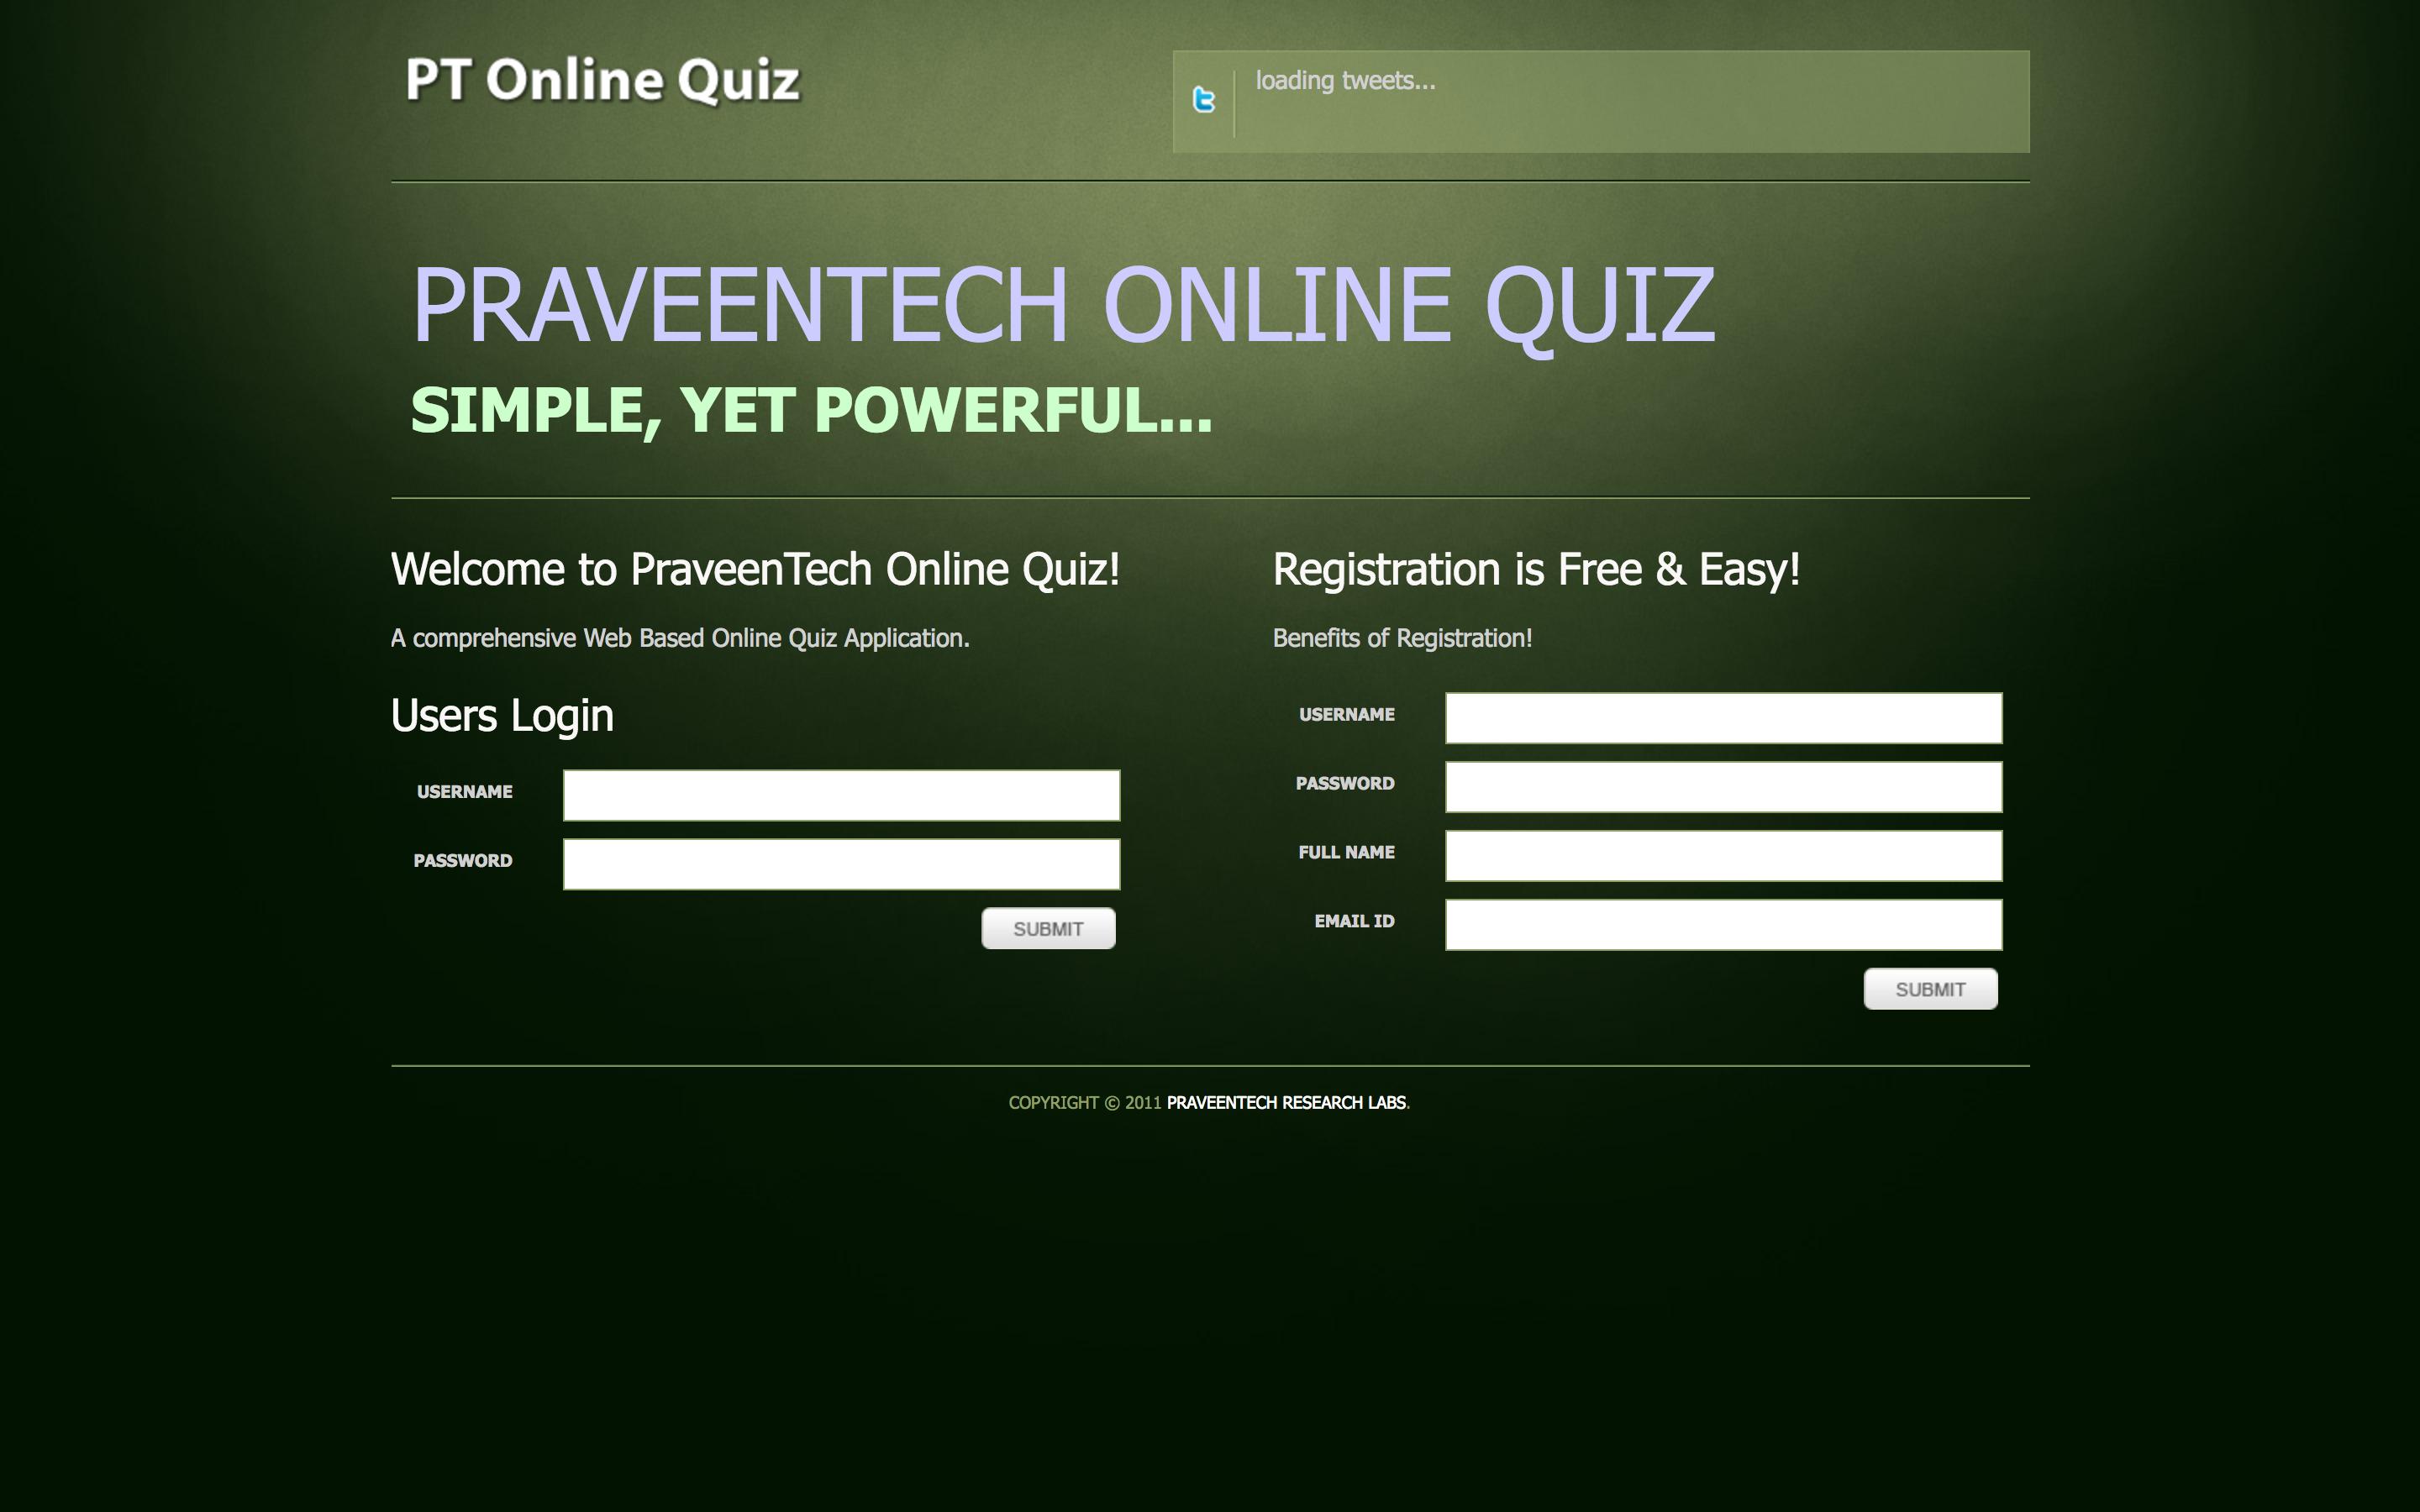 PT Online Quiz
loading tweets...
PRAVEENTECH ONLINE QUIZ
SIMPLE, YET POWERFUL...
Welcome to PraveenTech Online Quiz!
A comprehensive Web Based Online Quiz Application.
Users Login
USERNAME
PASSWORD
SUBMIT
Registration is Free & Easy!
Benefits of Registration!
USERNAME
PASSWORD
FULL NAME
EMAIL ID
SUBMIT
COPYRIGHT © 2011 PRAVEENTECH RESEARCH LABS.